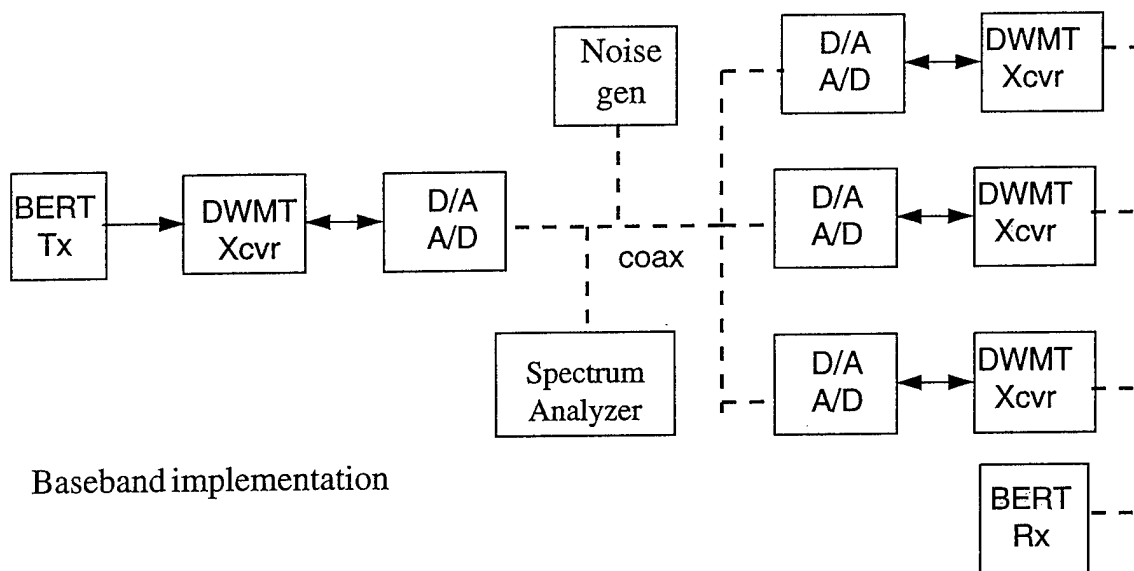 Noise
gen
D/A
A/D
DWMT
Xcvr
BERT
Tx
DWMT
Xcvr
D/A
A/D
coax
D/A
A/D
DWMT
Xcvr
Spectrum
Analyzer
D/A
A/D
DWMT
Xcvr
Baseband implementation
BERT
Rx